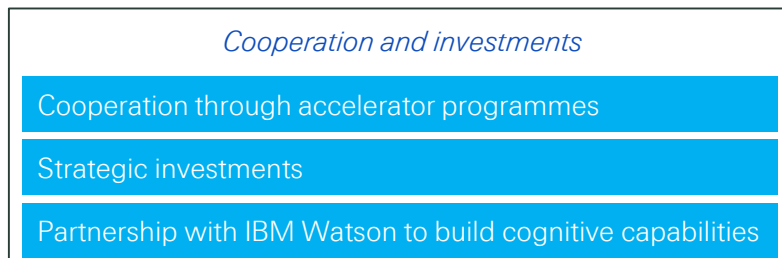 Cooperation and investments
Cooperation through accelerator programmes
Strategic investments
Partnership with IBM Watson to build cognitive capabilities